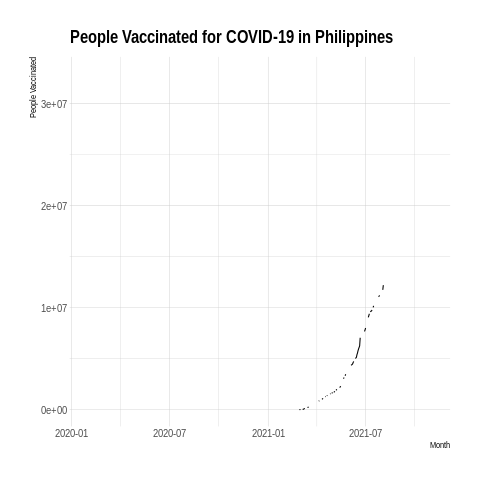 People Vaccinated for COVID-19 in Philippines
People Vaccinated
3e+07
2e+07
1e+07
0e+00
2020-01 2020-07 2021-01 2021-07
Month